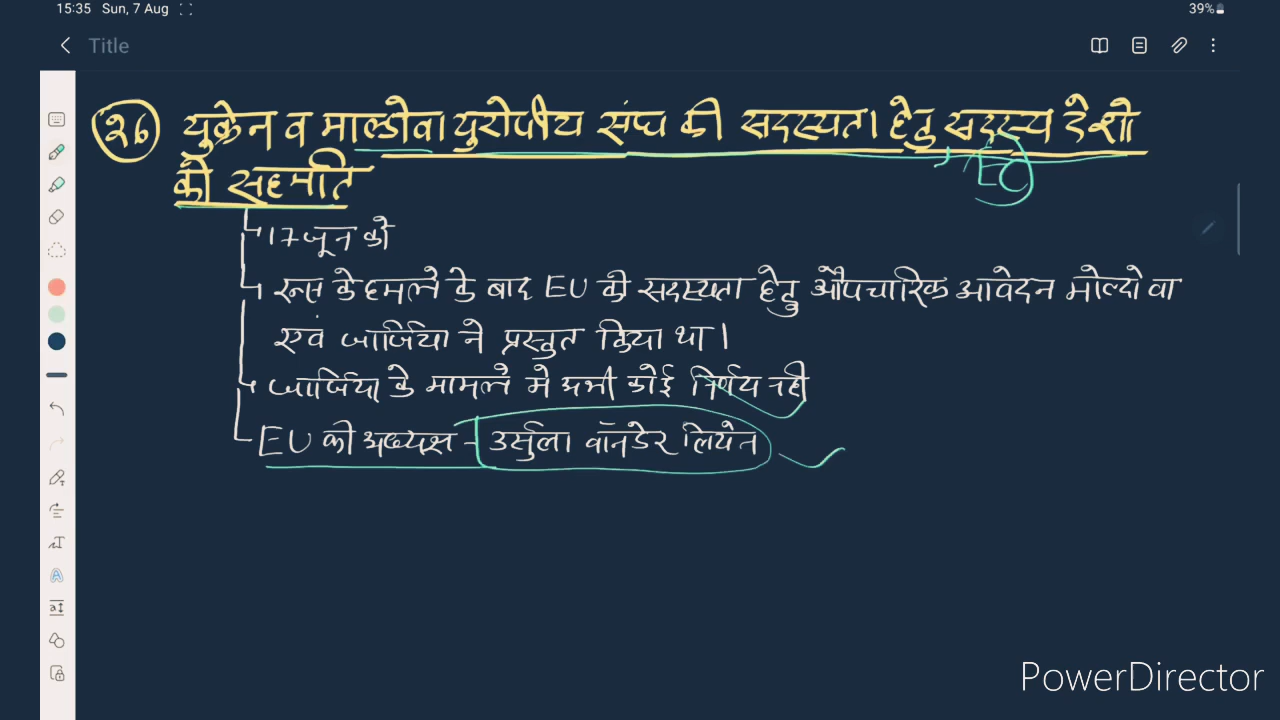 15:35 Sun, 7 Aug
39%
Title
(26) युक्रेन व माल्डोवा युरोपीय संघ की सदस्यता हेतु सदस्य देशो
की सहमति
17 जून को
रूस के हमले के बाद EU की सदस्यता हेतु औपचारिक आवेदन मोल्दोवा
एवं जार्जिया ने प्रस्तुत किया था।
जार्जिया के मामले मे अभी कोई निर्णय नही
EU की अध्यक्ष - उर्सुला वॉनडेर लियेन
PowerDirector